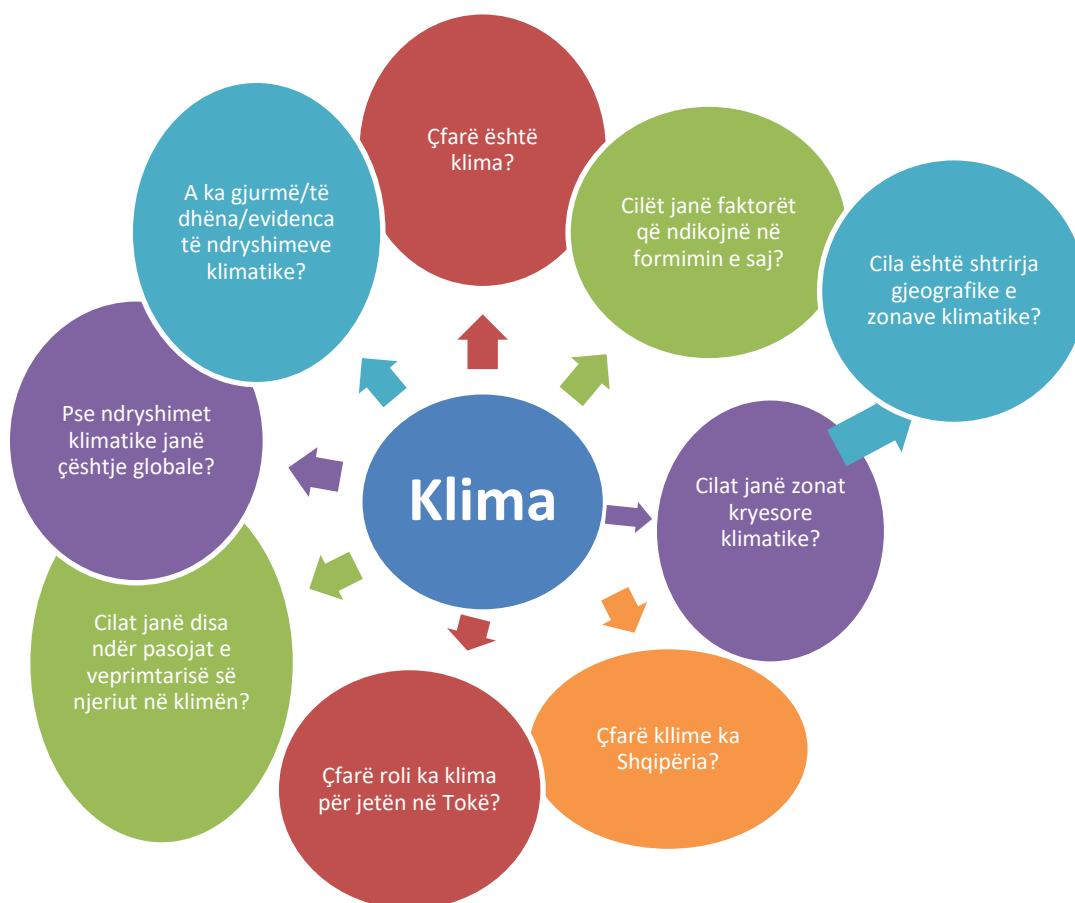 Çfarë është
klima?
Cilët janë faktorët
që ndikojnë në
formimin e saj?
Cila është shtrirja
gjeografike e
zonave klimatike?
Cilat janë zonat
kryesore
klimatike?
Çfarë kllime ka
Shqipëria?
Çfarë roli ka klima
për jetën në Tokë?
Cilat janë disa
ndër pasojat e
veprimtarisë së
njeriut në klimën?
Pse ndryshimet
klimatike janë
çështje globale?
A ka gjurmë/të
dhëna/evidenca
të ndryshimeve
klimatike?
Klima